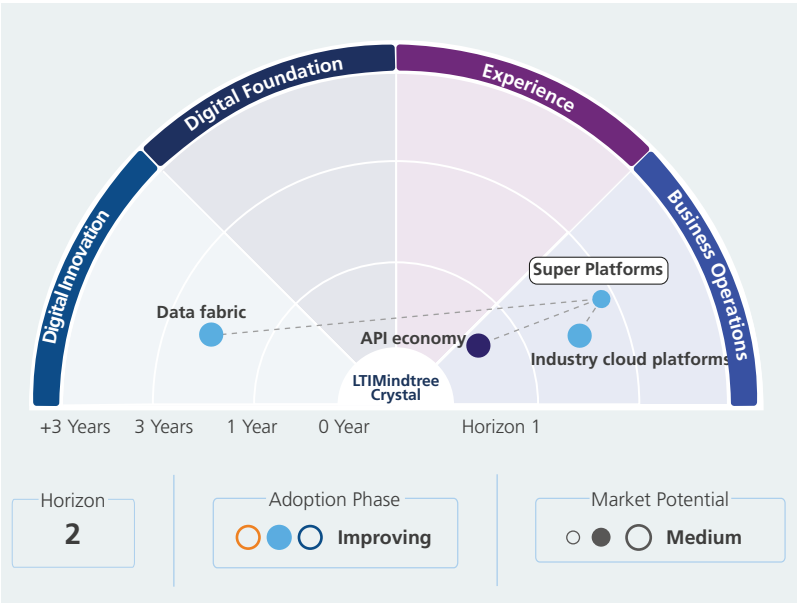 Digital Foundation
Experience
Digital Innovation
Business Operations
Super Platforms
Data fabric
API economy
Industry cloud platforms
LTIMindtree
Crystal
+3 Years
3 Years
1 Year
0 Year
Horizon 1
Horizon
2
Adoption Phase
Improving
Market Potential
Medium